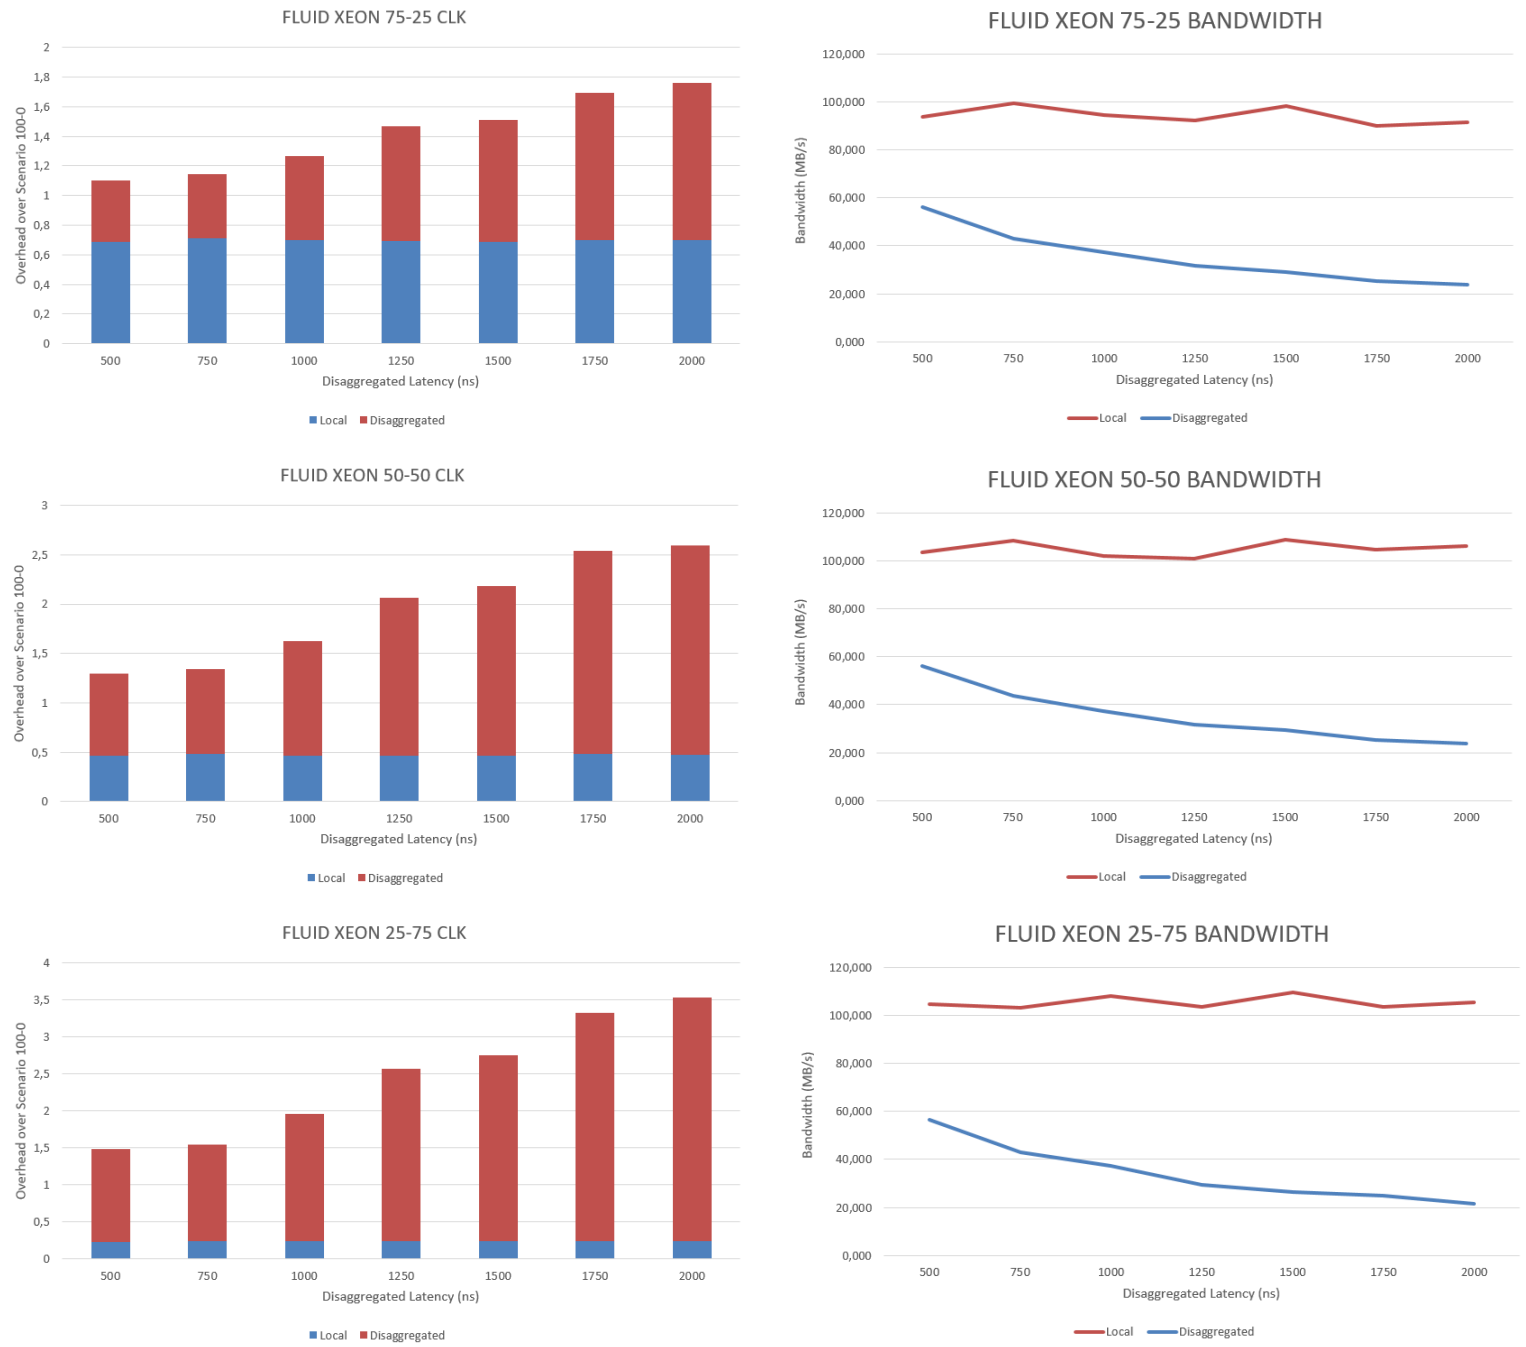 FLUID XEON 75-25 CLK
Overhead over Scenario 100-0
2
1,8
1,6
1,4
1,2
1
0,8
0,6
0,4
0,2
0
500 750 1000 1250 1500 1750 2000
Disaggregated Latency (ns)
Local Disaggregated
FLUID XEON 75-25 BANDWIDTH
Bandwidth (MB/s)
120,000
100,000
80,000
60,000
40,000
20,000
0,000
500 750 1000 1250 1500 1750 2000
Disaggregated Latency (ns)
Local Disaggregated
FLUID XEON 50-50 CLK
Overhead over Scenario 100-0
3
2,5
2
1,5
1
0,5
0
500 750 1000 1250 1500 1750 2000
Disaggregated Latency (ns)
Local Disaggregated
FLUID XEON 50-50 BANDWIDTH
Bandwidth (MB/s)
120,000
100,000
80,000
60,000
40,000
20,000
0,000
500 750 1000 1250 1500 1750 2000
Disaggregated Latency (ns)
Local Disaggregated
FLUID XEON 25-75 CLK
Overhead over Scenario 100-0
4
3,5
3
2,5
2
1,5
1
0,5
0
500 750 1000 1250 1500 1750 2000
Disaggregated Latency (ns)
Local Disaggregated
FLUID XEON 25-75 BANDWIDTH
Bandwidth (MB/s)
120,000
100,000
80,000
60,000
40,000
20,000
0,000
500 750 1000 1250 1500 1750 2000
Disaggregated Latency (ns)
Local Disaggregated